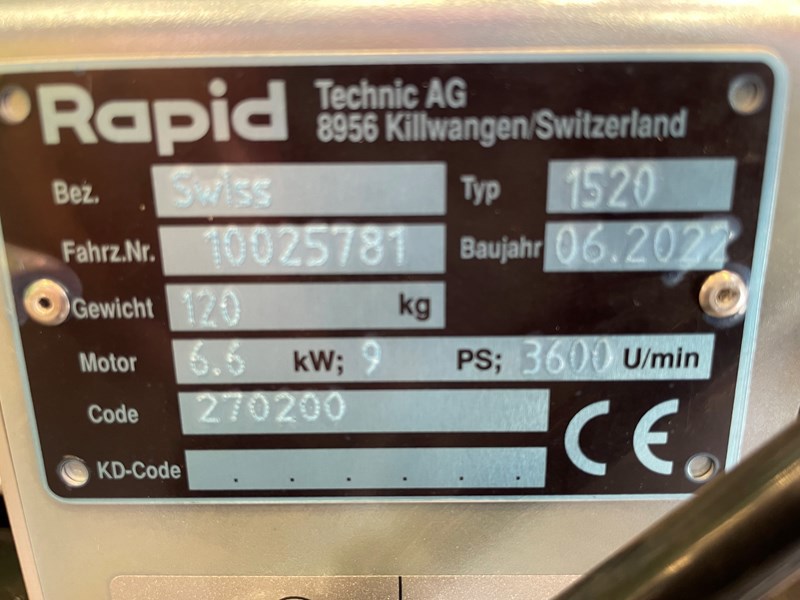 Rapid Technic AG
8956 Killwangen/Switzerland
Bez. Swiss Typ 1520
Fahrz.Nr. 10025781 Baujahr 06.2022
Gewicht 120 kg
Motor 6.6 kW; 9 PS; 3600 U/min
Code 270200
CE
KD-Code . . . . . .